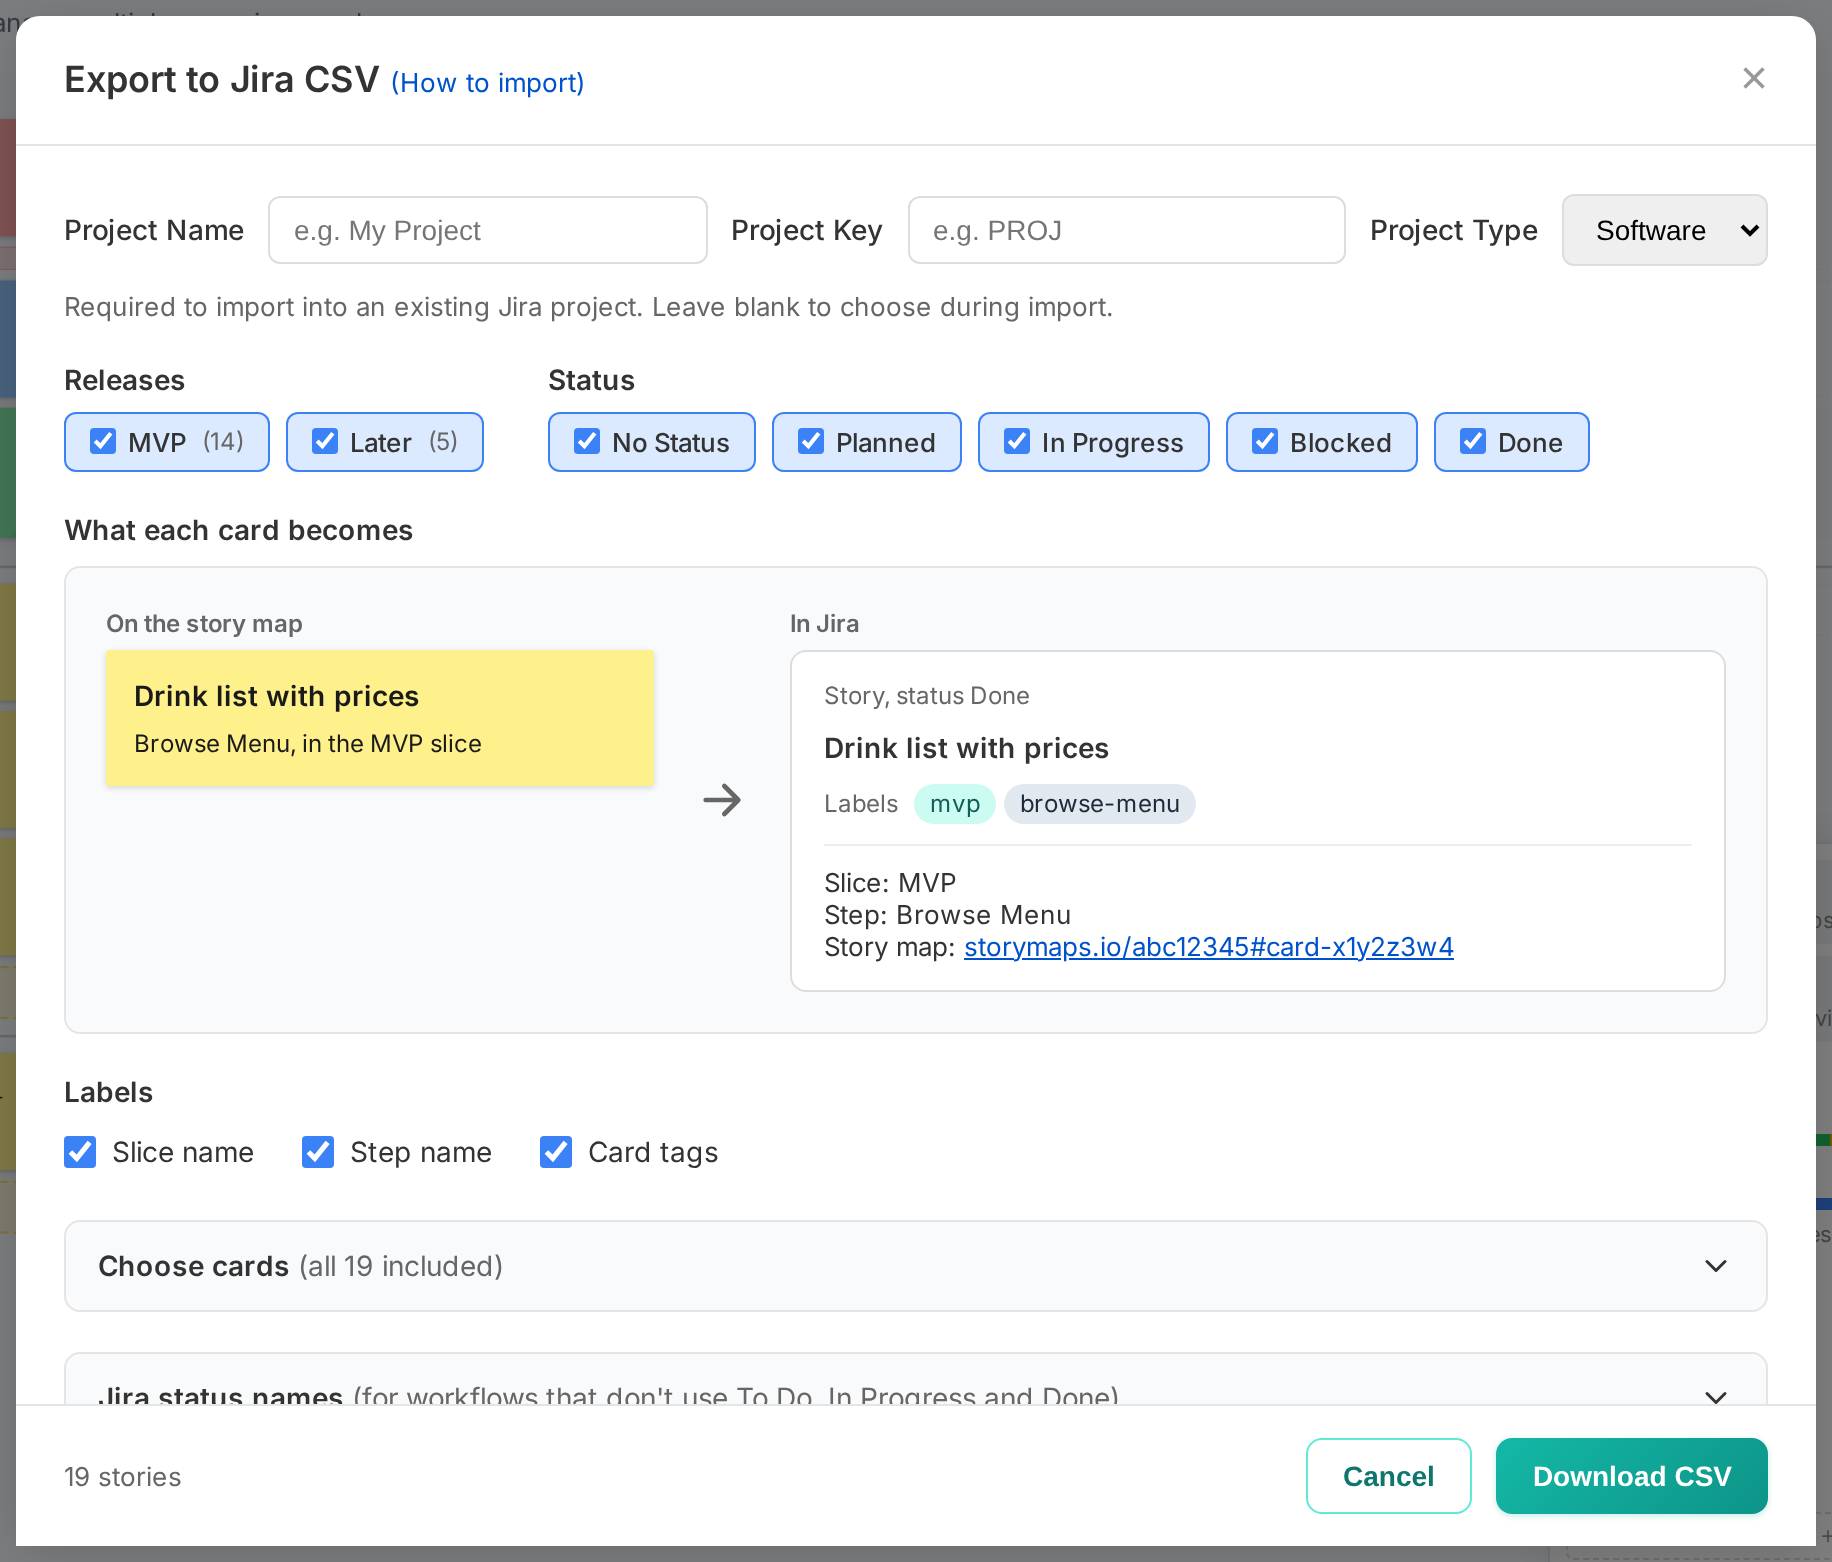 Export to Jira CSV (How to import)
Project Name e.g. My Project Project Key e.g. PROJ Project Type Software
Required to import into an existing Jira project. Leave blank to choose during import.
Releases
MVP (14) Later (5)
Status
No Status Planned In Progress Blocked Done
What each card becomes
On the story map
Drink list with prices
Browse Menu, in the MVP slice
In Jira
Story, status Done
Drink list with prices
Labels mvp browse-menu
Slice: MVP
Step: Browse Menu
Story map: storymaps.io/abc12345#card-x1y2z3w4
Labels
Slice name Step name Card tags
Choose cards (all 19 included)
Jira status names (for workflows that don't use To Do, In Progress and Done)
19 stories
Cancel Download CSV